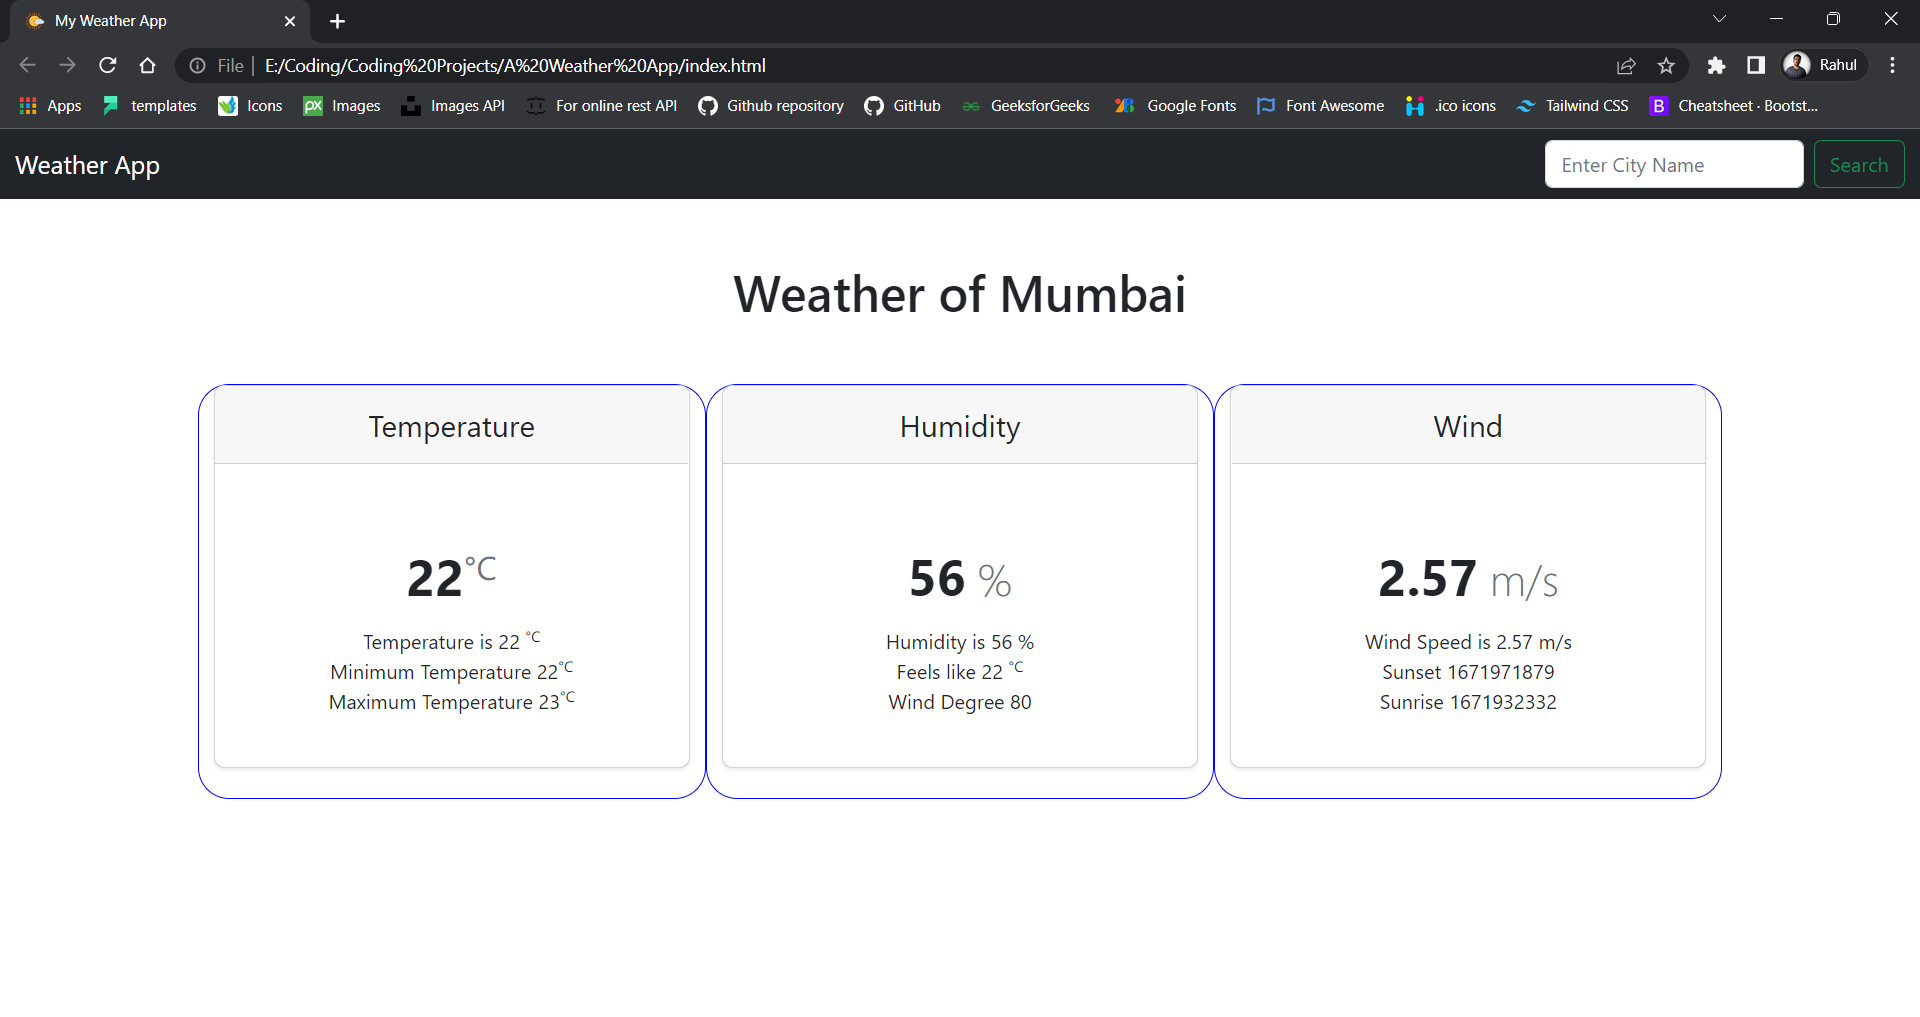 My Weather App
File E:/Coding/Coding%20Projects/A%20Weather%20App/index.html Rahul
Apps templates Icons px Images Images API For online rest API Github repository GitHub GeeksforGeeks Google Fonts Font Awesome .ico icons Tailwind CSS B Cheatsheet · Bootst...
Weather App Enter City Name Search
Weather of Mumbai
Temperature
22°C
Temperature is 22 °C
Minimum Temperature 22°C
Maximum Temperature 23°C
Humidity
56 %
Humidity is 56 %
Feels like 22 °C
Wind Degree 80
Wind
2.57 m/s
Wind Speed is 2.57 m/s
Sunset 1671971879
Sunrise 1671932332